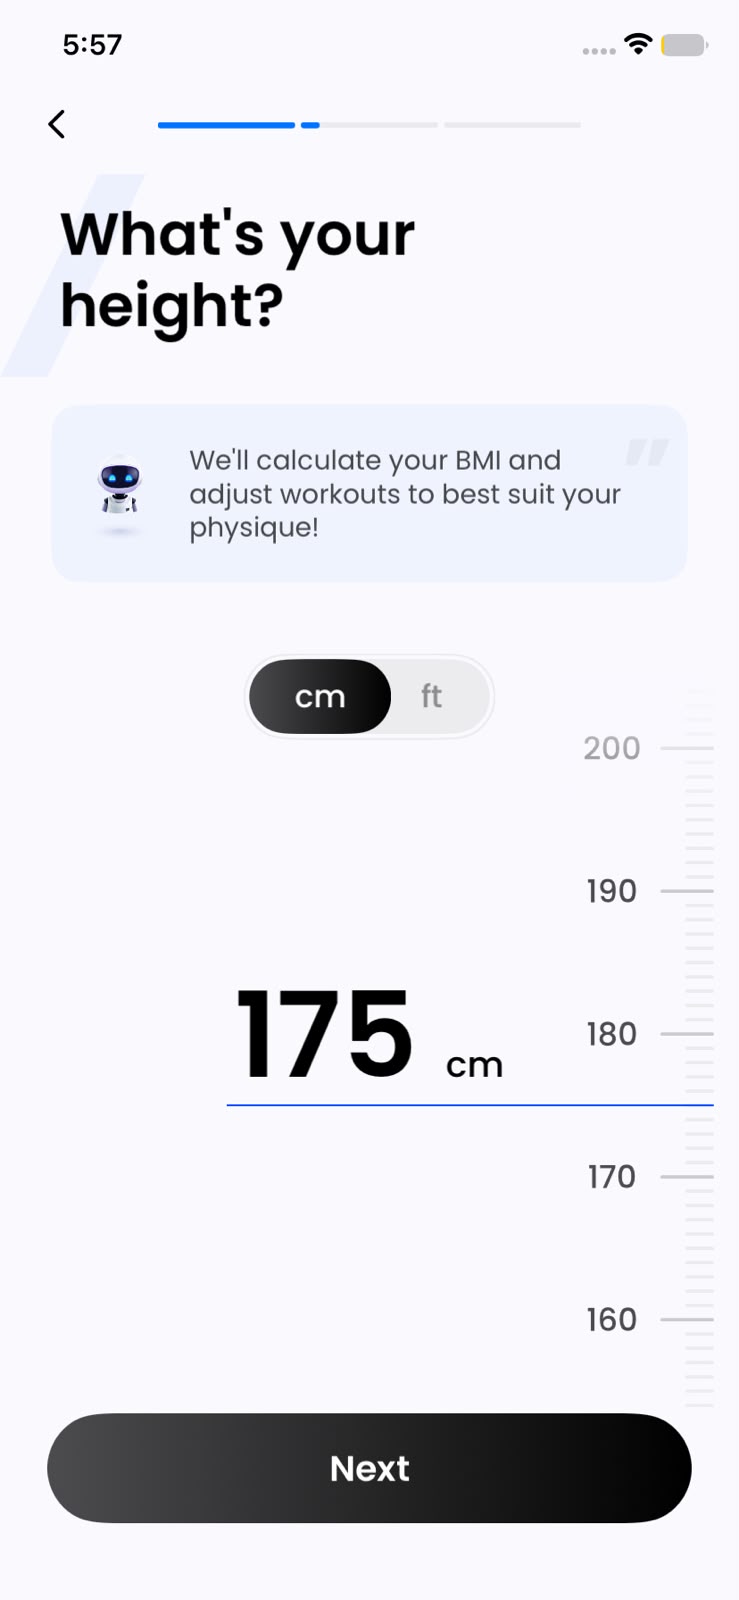 5:57
What's your
height?
We'll calculate your BMI and
adjust workouts to best suit your
physique!
cm ft
200
190
175 cm
180
170
160
Next